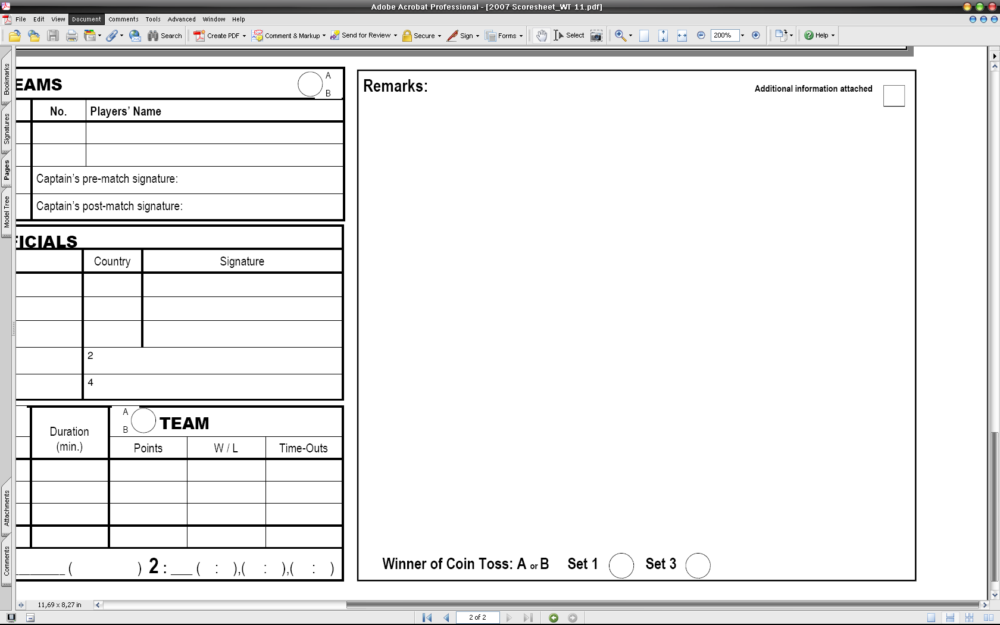 Adobe Acrobat Professional - [2007 Scoresheet_WT 11.pdf]
File Edit View Document Comments Tools Advanced Window Help
Search Create PDF Comment & Markup Send for Review Secure Sign Forms Select 200% Help
Bookmarks
Signatures
Pages
Model Tree
Attachments
Comments
EAMS A
B
No. Players’ Name
Captain’s pre-match signature:
Captain’s post-match signature:
FICIALS
Country Signature
2
4
Duration
(min.)
A
B
TEAM
Points W / L Time-Outs
______ ( ) 2 : ___ ( : ),( : ),( : )
Remarks:
Additional information attached
Winner of Coin Toss: A or B Set 1 Set 3
11,69 x 8,27 in
2 of 2